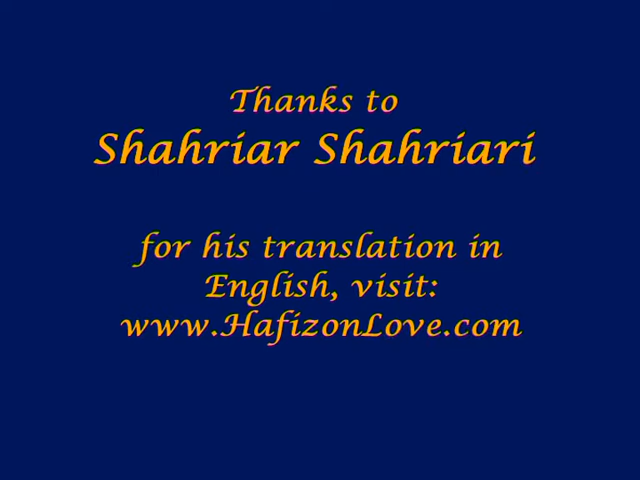 Thanks to
Shahriar Shahriari
for his translation in
English, visit:
www.HafizonLove.com